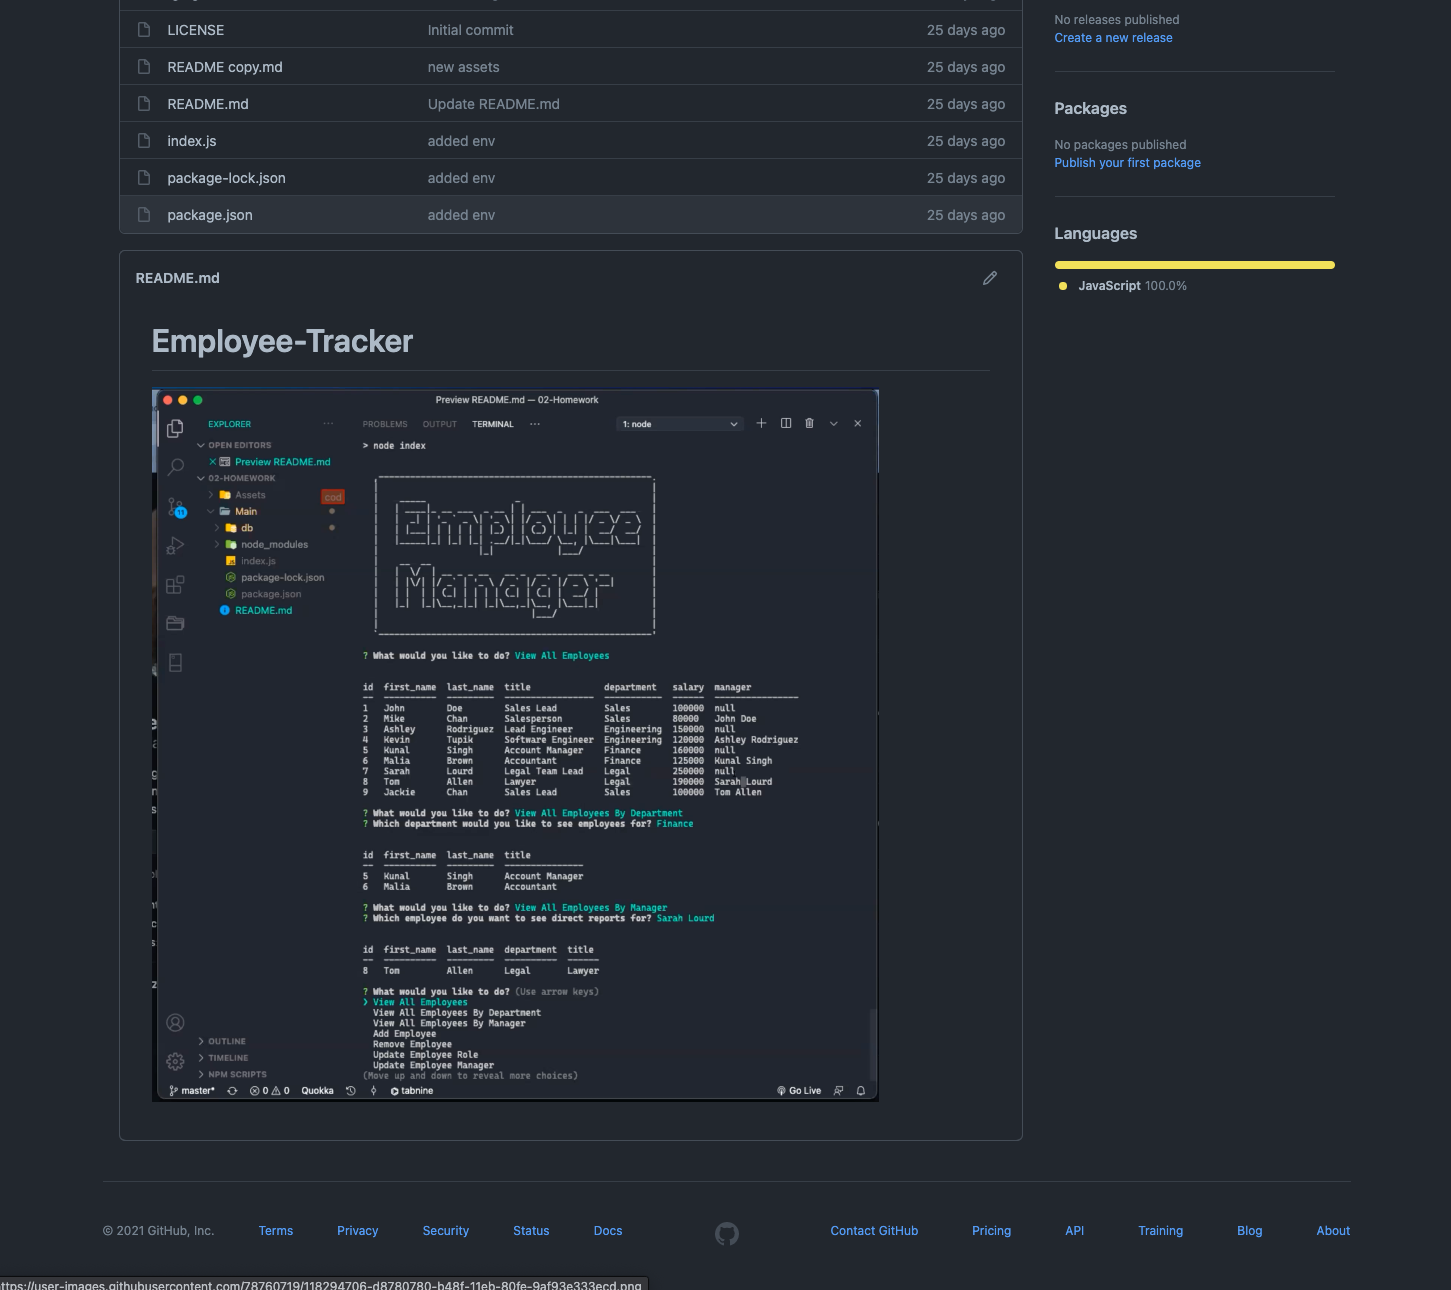 LICENSE Initial commit 25 days ago
README copy.md new assets 25 days ago
README.md Update README.md 25 days ago
index.js added env 25 days ago
package-lock.json added env 25 days ago
package.json added env 25 days ago
No releases published
Create a new release
Packages
No packages published
Publish your first package
Languages
JavaScript 100.0%
README.md
Employee-Tracker
Preview README.md — 02-Homework
EXPLORER ···
OPEN EDITORS
Preview README.md
02-HOMEWORK
Assets
cod
Main
db
node_modules
index.js
package-lock.json
package.json
README.md
OUTLINE
TIMELINE
NPM SCRIPTS
PROBLEMS OUTPUT TERMINAL ··· 1: node
> node index
Employee
Manager
? What would you like to do? View All Employees
id first_name last_name title department salary manager
1 John Doe Sales Lead Sales 100000 null
2 Mike Chan Salesperson Sales 80000 John Doe
3 Ashley Rodriguez Lead Engineer Engineering 150000 null
4 Kevin Tupik Software Engineer Engineering 120000 Ashley Rodriguez
5 Kunal Singh Account Manager Finance 160000 null
6 Malia Brown Accountant Finance 125000 Kunal Singh
7 Sarah Lourd Legal Team Lead Legal 250000 null
8 Tom Allen Lawyer Legal 190000 Sarah Lourd
9 Jackie Chan Sales Lead Sales 100000 Tom Allen
? What would you like to do? View All Employees By Department
? Which department would you like to see employees for? Finance
id first_name last_name title
5 Kunal Singh Account Manager
6 Malia Brown Accountant
? What would you like to do? View All Employees By Manager
? Which employee do you want to see direct reports for? Sarah Lourd
id first_name last_name department title
8 Tom Allen Legal Lawyer
? What would you like to do? (Use arrow keys)
❯ View All Employees
View All Employees By Department
View All Employees By Manager
Add Employee
Remove Employee
Update Employee Role
Update Employee Manager
(Move up and down to reveal more choices)
master* 0 0 Quokka tabnine Go Live
© 2021 GitHub, Inc. Terms Privacy Security Status Docs Contact GitHub Pricing API Training Blog About
ttps://user-images.githubusercontent.com/78760719/118294706-d8780780-b48f-11eb-80fe-9af93e333ecd.png